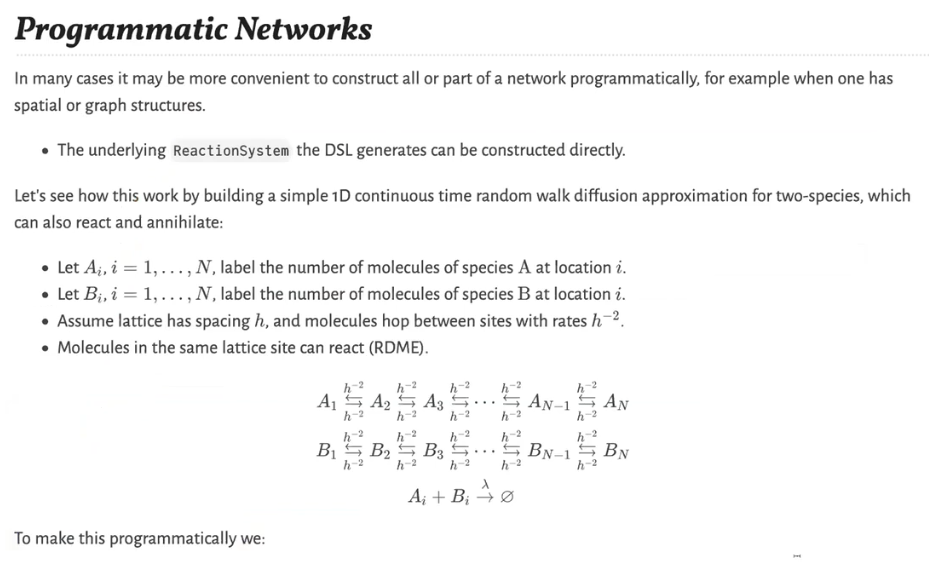 Programmatic Networks
In many cases it may be more convenient to construct all or part of a network programmatically, for example when one has
spatial or graph structures.
• The underlying ReactionSystem the DSL generates can be constructed directly.
Let's see how this work by building a simple 1D continuous time random walk diffusion approximation for two-species, which
can also react and annihilate:
• Let $A_i, i = 1, \ldots, N$, label the number of molecules of species A at location $i$.
• Let $B_i, i = 1, \ldots, N$, label the number of molecules of species B at location $i$.
• Assume lattice has spacing $h$, and molecules hop between sites with rates $h^{-2}$.
• Molecules in the same lattice site can react (RDME).
$A_1 \underset{h^{-2}}{\overset{h^{-2}}{\leftrightarrows}} A_2 \underset{h^{-2}}{\overset{h^{-2}}{\leftrightarrows}} A_3 \underset{h^{-2}}{\overset{h^{-2}}{\leftrightarrows}} \cdots \underset{h^{-2}}{\overset{h^{-2}}{\leftrightarrows}} A_{N-1} \underset{h^{-2}}{\overset{h^{-2}}{\leftrightarrows}} A_N$
$B_1 \underset{h^{-2}}{\overset{h^{-2}}{\leftrightarrows}} B_2 \underset{h^{-2}}{\overset{h^{-2}}{\leftrightarrows}} B_3 \underset{h^{-2}}{\overset{h^{-2}}{\leftrightarrows}} \cdots \underset{h^{-2}}{\overset{h^{-2}}{\leftrightarrows}} B_{N-1} \underset{h^{-2}}{\overset{h^{-2}}{\leftrightarrows}} B_N$
$A_i + B_i \overset{\lambda}{\rightarrow} \varnothing$
To make this programmatically we: